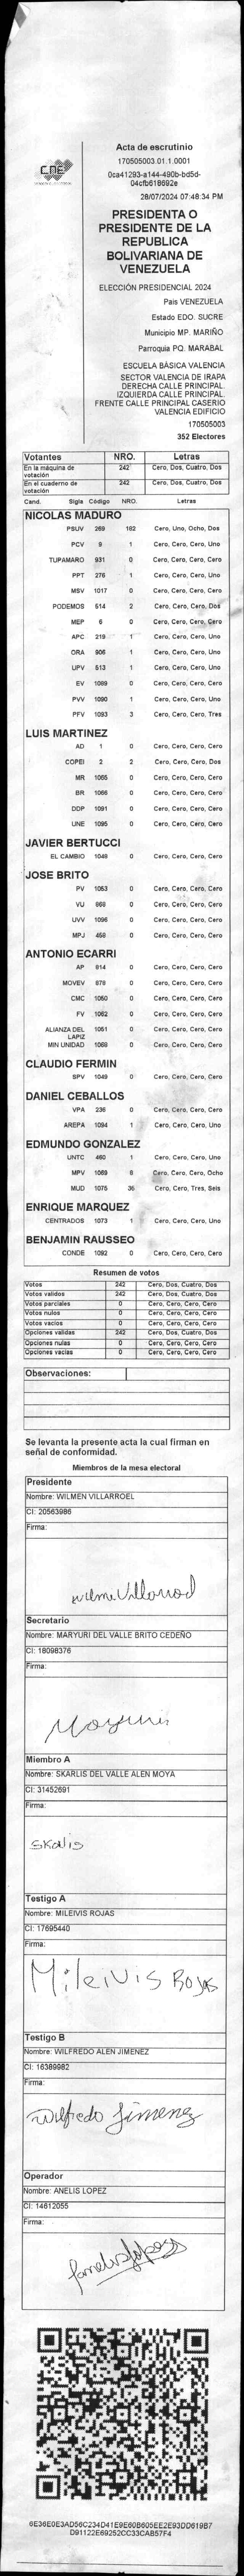 CNE
Acta de escrutinio
170505003.01.1.0001
0ca41293-a144-490b-bd5d-
04cfb618692e
28/07/2024 07:48:34 PM
PRESIDENTA O
PRESIDENTE DE LA
REPUBLICA
BOLIVARIANA DE
VENEZUELA
ELECCIÓN PRESIDENCIAL 2024
Pais VENEZUELA
Estado EDO. SUCRE
Municipio MP. MARIÑO
Parroquia PQ. MARABAL
ESCUELA BÁSICA VALENCIA
SECTOR VALENCIA DE IRAPA
DERECHA CALLE PRINCIPAL.
IZQUIERDA CALLE PRINCIPAL.
FRENTE CALLE PRINCIPAL CASERIO
VALENCIA EDIFICIO
170505003
352 Electores
Votantes NRO. Letras
En la máquina de votación 242 Cero, Dos, Cuatro, Dos
En el cuaderno de votación 242 Cero, Dos, Cuatro, Dos
Cand. Sigla Código NRO. Letras
NICOLAS MADURO
PSUV 269 182 Cero, Uno, Ocho, Dos
PCV 9 1 Cero, Cero, Cero, Uno
TUPAMARO 931 0 Cero, Cero, Cero, Cero
PPT 276 1 Cero, Cero, Cero, Uno
MSV 1017 0 Cero, Cero, Cero, Cero
PODEMOS 514 2 Cero, Cero, Cero, Dos
MEP 6 0 Cero, Cero, Cero, Cero
APC 219 1 Cero, Cero, Cero, Uno
ORA 906 1 Cero, Cero, Cero, Uno
UPV 513 1 Cero, Cero, Cero, Uno
EV 1089 0 Cero, Cero, Cero, Cero
PVV 1090 1 Cero, Cero, Cero, Uno
PFV 1093 3 Cero, Cero, Cero, Tres
LUIS MARTINEZ
AD 1 0 Cero, Cero, Cero, Cero
COPEI 2 2 Cero, Cero, Cero, Dos
MR 1065 0 Cero, Cero, Cero, Cero
BR 1066 0 Cero, Cero, Cero, Cero
DDP 1091 0 Cero, Cero, Cero, Cero
UNE 1095 0 Cero, Cero, Cero, Cero
JAVIER BERTUCCI
EL CAMBIO 1048 0 Cero, Cero, Cero, Cero
JOSE BRITO
PV 1053 0 Cero, Cero, Cero, Cero
VU 868 0 Cero, Cero, Cero, Cero
UVV 1096 0 Cero, Cero, Cero, Cero
MPJ 458 0 Cero, Cero, Cero, Cero
ANTONIO ECARRI
AP 814 0 Cero, Cero, Cero, Cero
MOVEV 878 0 Cero, Cero, Cero, Cero
CMC 1050 0 Cero, Cero, Cero, Cero
FV 1062 0 Cero, Cero, Cero, Cero
ALIANZA DEL LAPIZ 1051 0 Cero, Cero, Cero, Cero
MIN UNIDAD 1068 0 Cero, Cero, Cero, Cero
CLAUDIO FERMIN
SPV 1049 0 Cero, Cero, Cero, Cero
DANIEL CEBALLOS
VPA 236 0 Cero, Cero, Cero, Cero
AREPA 1094 1 Cero, Cero, Cero, Uno
EDMUNDO GONZALEZ
UNTC 460 1 Cero, Cero, Cero, Uno
MPV 1069 8 Cero, Cero, Cero, Ocho
MUD 1075 36 Cero, Cero, Tres, Seis
ENRIQUE MARQUEZ
CENTRADOS 1073 1 Cero, Cero, Cero, Uno
BENJAMIN RAUSSEO
CONDE 1092 0 Cero, Cero, Cero, Cero
Resumen de votos
Votos 242 Cero, Dos, Cuatro, Dos
Votos validos 242 Cero, Dos, Cuatro, Dos
Votos parciales 0 Cero, Cero, Cero, Cero
Votos nulos 0 Cero, Cero, Cero, Cero
Votos vacios 0 Cero, Cero, Cero, Cero
Opciones validas 242 Cero, Dos, Cuatro, Dos
Opciones nulas 0 Cero, Cero, Cero, Cero
Opciones vacias 0 Cero, Cero, Cero, Cero
Observaciones:
Se levanta la presente acta la cual firman en
señal de conformidad.
Miembros de la mesa electoral
Presidente
Nombre: WILMEN VILLARROEL
CI: 20563986
Firma:
Secretario
Nombre: MARYURI DEL VALLE BRITO CEDEÑO
CI: 18098376
Firma:
Miembro A
Nombre: SKARLIS DEL VALLE ALEN MOYA
CI: 31452691
Firma:
Skalis
Testigo A
Nombre: MILEIVIS ROJAS
CI: 17695440
Firma:
Mileivis Rojas
Testigo B
Nombre: WILFREDO ALEN JIMENEZ
CI: 16389982
Firma:
Wilfredo Jimenez
Operador
Nombre: ANELIS LOPEZ
CI: 14612055
Firma:
6E36E0E3AD56C234D41E9E60B605EE2E93DD619B7
D91122E69252CC33CAB57F4